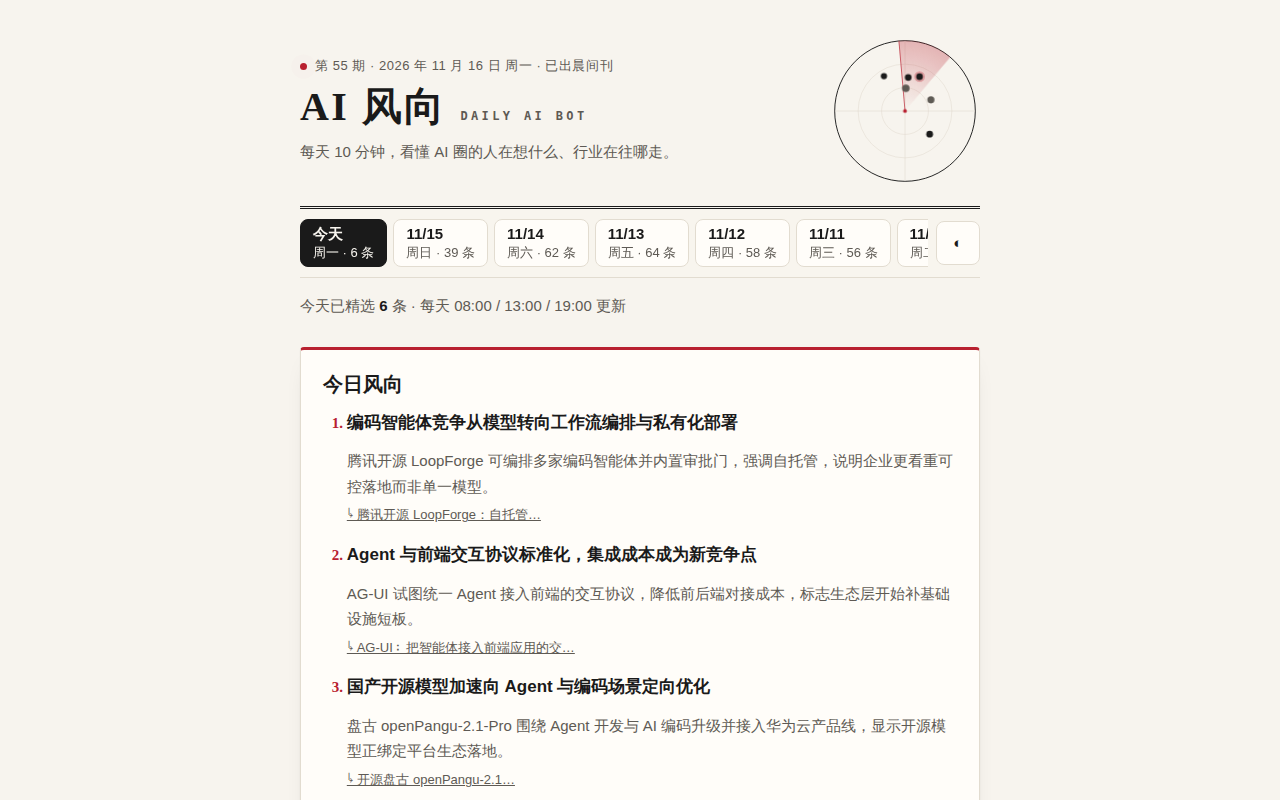 第 55 期 · 2026 年 11 月 16 日 周一 · 已出晨间刊
AI 风向 DAILY AI BOT
每天 10 分钟，看懂 AI 圈的人在想什么、行业在往哪走。
今天
周一 · 6 条
11/15
周日 · 39 条
11/14
周六 · 62 条
11/13
周五 · 64 条
11/12
周四 · 58 条
11/11
周三 · 56 条
今天已精选 6 条 · 每天 08:00 / 13:00 / 19:00 更新
今日风向
1. 编码智能体竞争从模型转向工作流编排与私有化部署
腾讯开源 LoopForge 可编排多家编码智能体并内置审批门，强调自托管，说明企业更看重可
控落地而非单一模型。
↳ 腾讯开源 LoopForge：自托管…
2. Agent 与前端交互协议标准化，集成成本成为新竞争点
AG-UI 试图统一 Agent 接入前端的交互协议，降低前后端对接成本，标志生态层开始补基础
设施短板。
↳ AG-UI：把智能体接入前端应用的交…
3. 国产开源模型加速向 Agent 与编码场景定向优化
盘古 openPangu-2.1-Pro 围绕 Agent 开发与 AI 编码升级并接入华为云产品线，显示开源模
型正绑定平台生态落地。
↳ 开源盘古 openPangu-2.1…